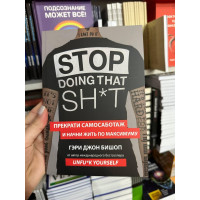 ПОДСОЗНАНИЕ
МОЖЕТ ВСЕ!
STOP
DOING THAT
SH*T
ПРЕКРАТИ САМОСАБОТАЖ
И НАЧНИ ЖИТЬ ПО МАКСИМУМУ
ГЭРИ ДЖОН БИШОП
UNFU*K YOURSELF